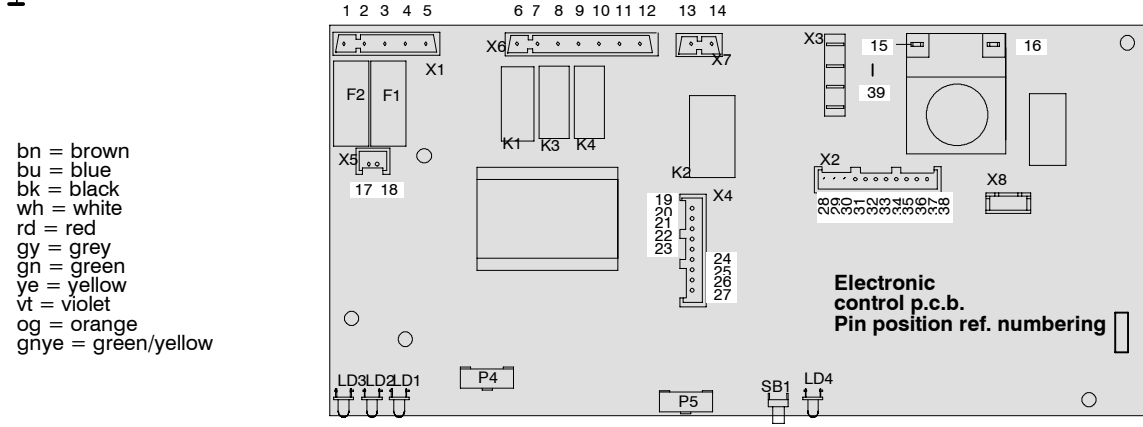 1 2 3 4 5 6 7 8 9 10 11 12 13 14
X6 X7 X3 15 16
X1
F2 F1 39
K1 K3 K4
X5 K2 X2
17 18 X4 X8
19
20
21
22
23
24
25
26
27
28 29 30 31 32 33 34 35 36 37 38
bn = brown
bu = blue
bk = black
wh = white
rd = red
gy = grey
gn = green
ye = yellow
vt = violet
og = orange
gnye = green/yellow
Electronic
control p.c.b.
Pin position ref. numbering
LD3 LD2 LD1 P4 P5 SB1 LD4